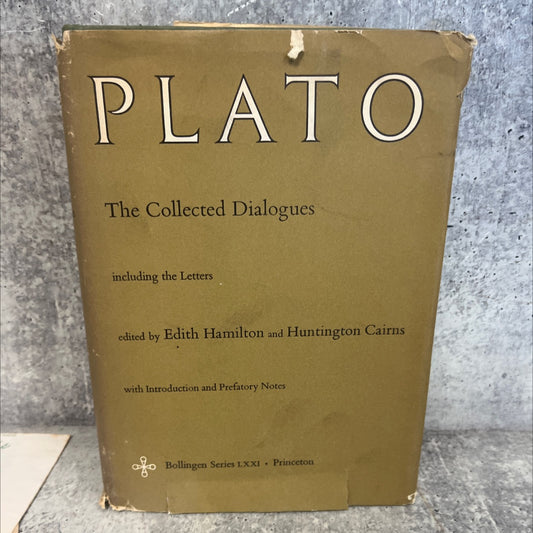 PLATO
The Collected Dialogues
including the Letters
edited by Edith Hamilton and Huntington Cairns
with Introduction and Prefatory Notes
Bollingen Series LXXI • Princeton